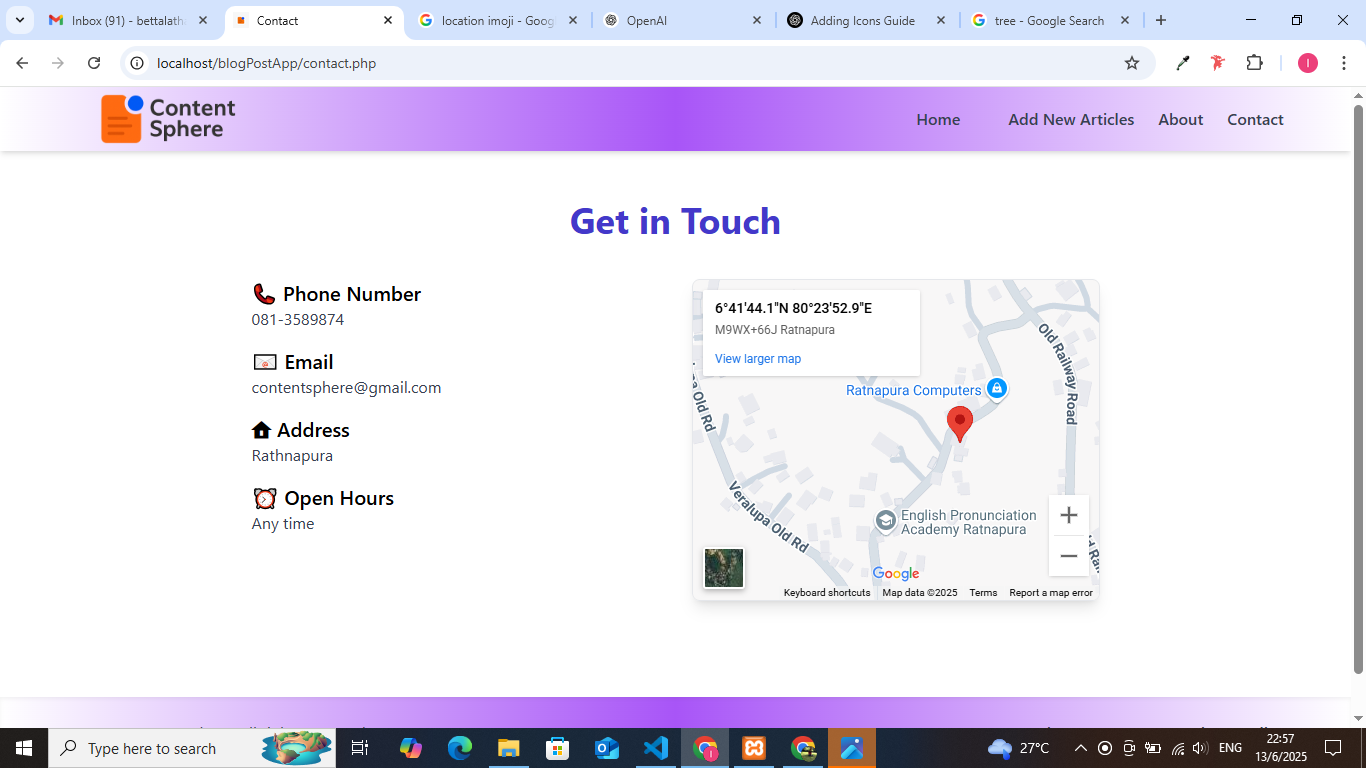 Inbox (91) - bettalath
Contact
location imoji - Goog
OpenAI
Adding Icons Guide
tree - Google Search
localhost/blogPostApp/contact.php
I
Content
Sphere
Home
Add New Articles
About
Contact
Get in Touch
Phone Number
081-3589874
Email
contentsphere@gmail.com
Address
Rathnapura
Open Hours
Any time
6°41'44.1"N 80°23'52.9"E
M9WX+66J Ratnapura
View larger map
Old Railway Road
Ratnapura Computers
Old Rd
Veralupa Old Rd
English Pronunciation
Academy Ratnapura
Google
Keyboard shortcuts
Map data ©2025
Terms
Report a map error
Type here to search
27°C
ENG
22:57
13/6/2025